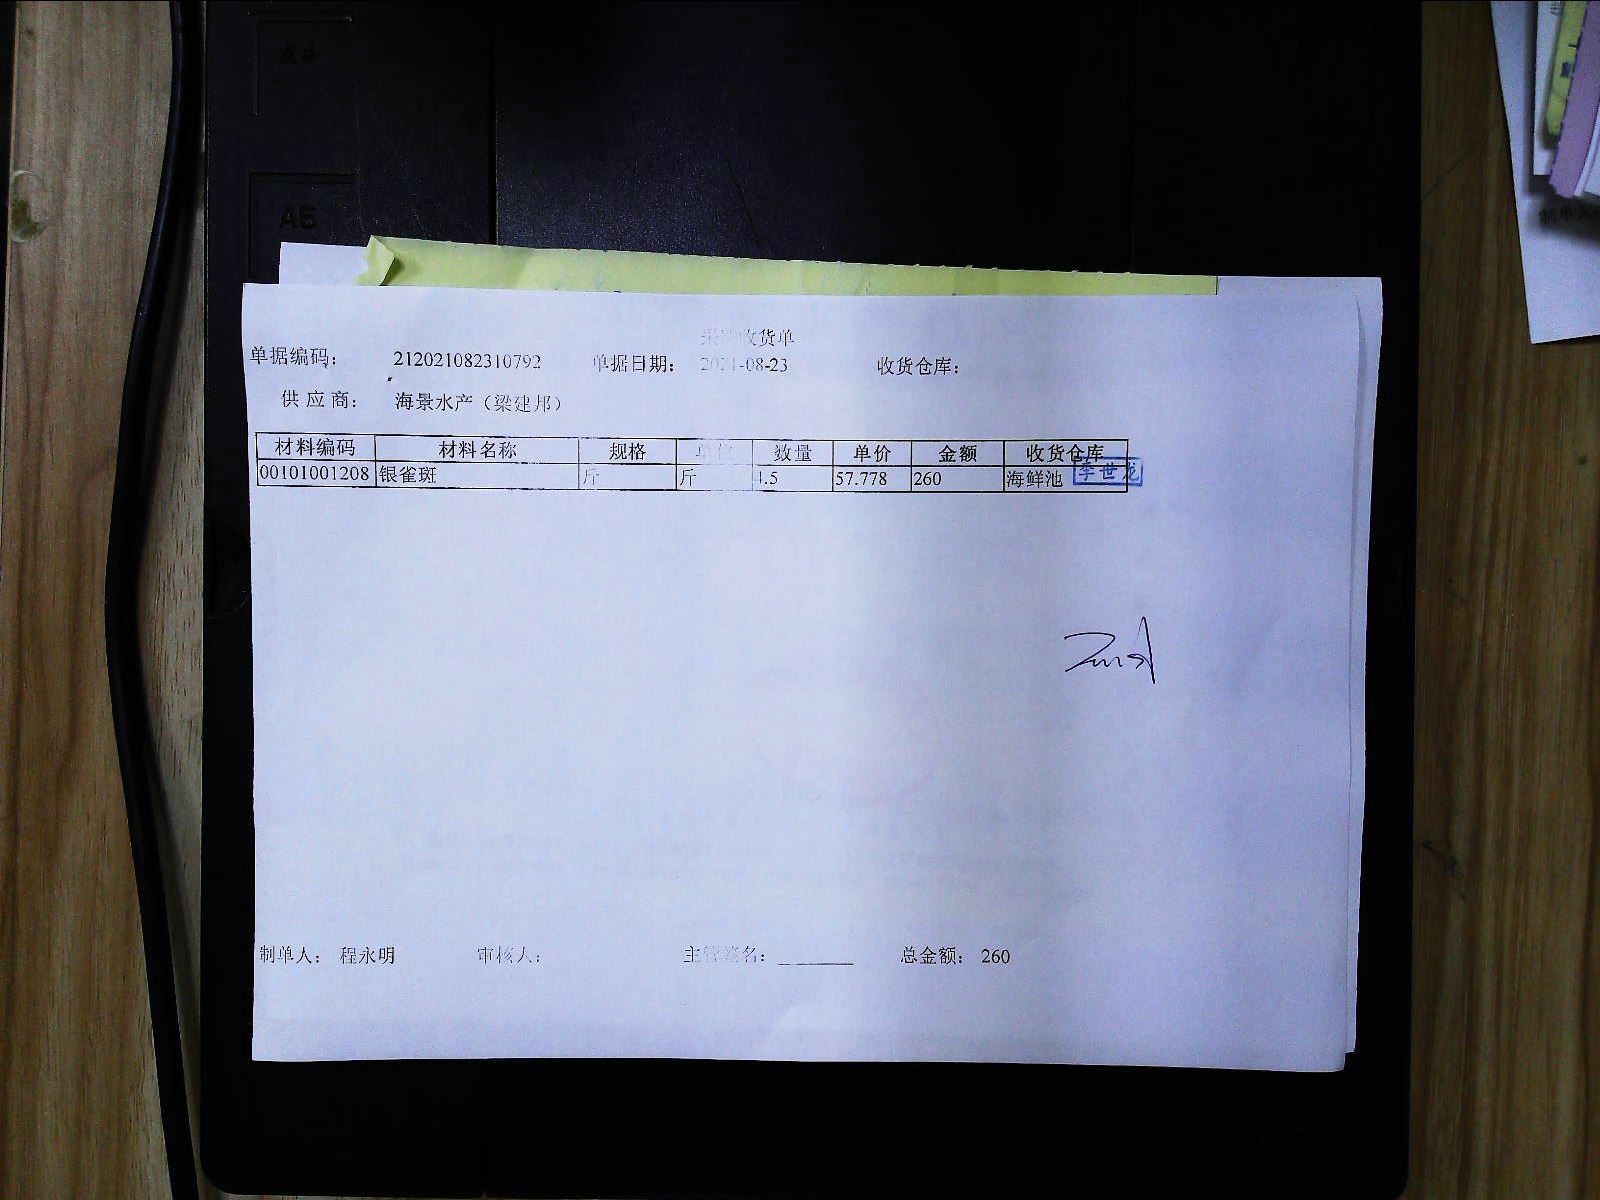 A4
A5
采购收货单
单据编码： 212021082310792 单据日期： 2021-08-23 收货仓库：
供应商： 海景水产（梁建邦）
材料编码 材料名称 规格 单位 数量 单价 金额 收货仓库
00101001208 银雀斑 斤 斤 4.5 57.778 260 海鲜池
李世龙
制单人： 程永明 审核人： 主管签名： 总金额： 260